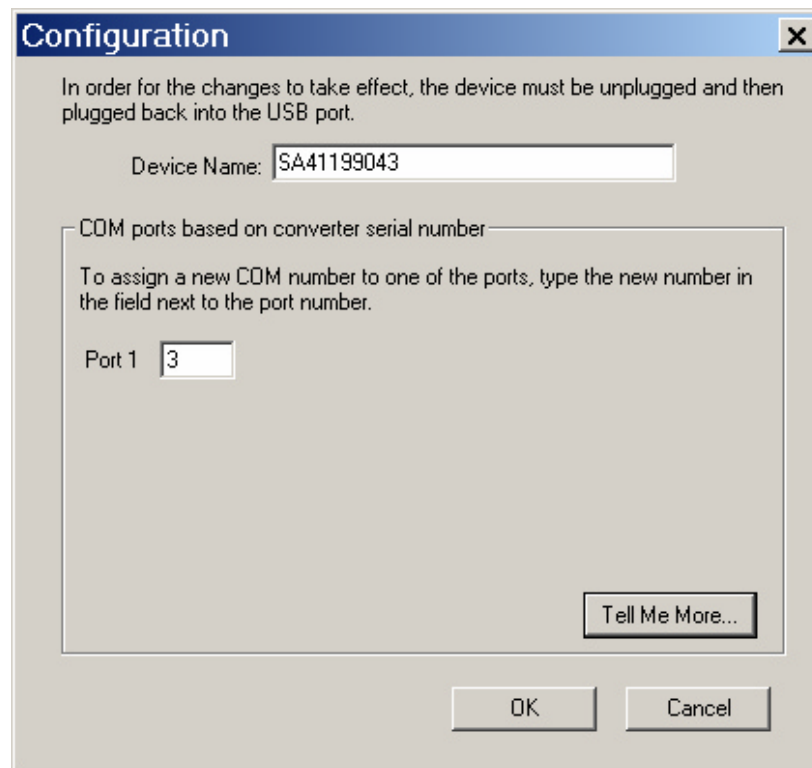 Configuration
In order for the changes to take effect, the device must be unplugged and then
plugged back into the USB port.
Device Name: SA41199043
COM ports based on converter serial number
To assign a new COM number to one of the ports, type the new number in
the field next to the port number.
Port 1 3
Tell Me More...
OK Cancel